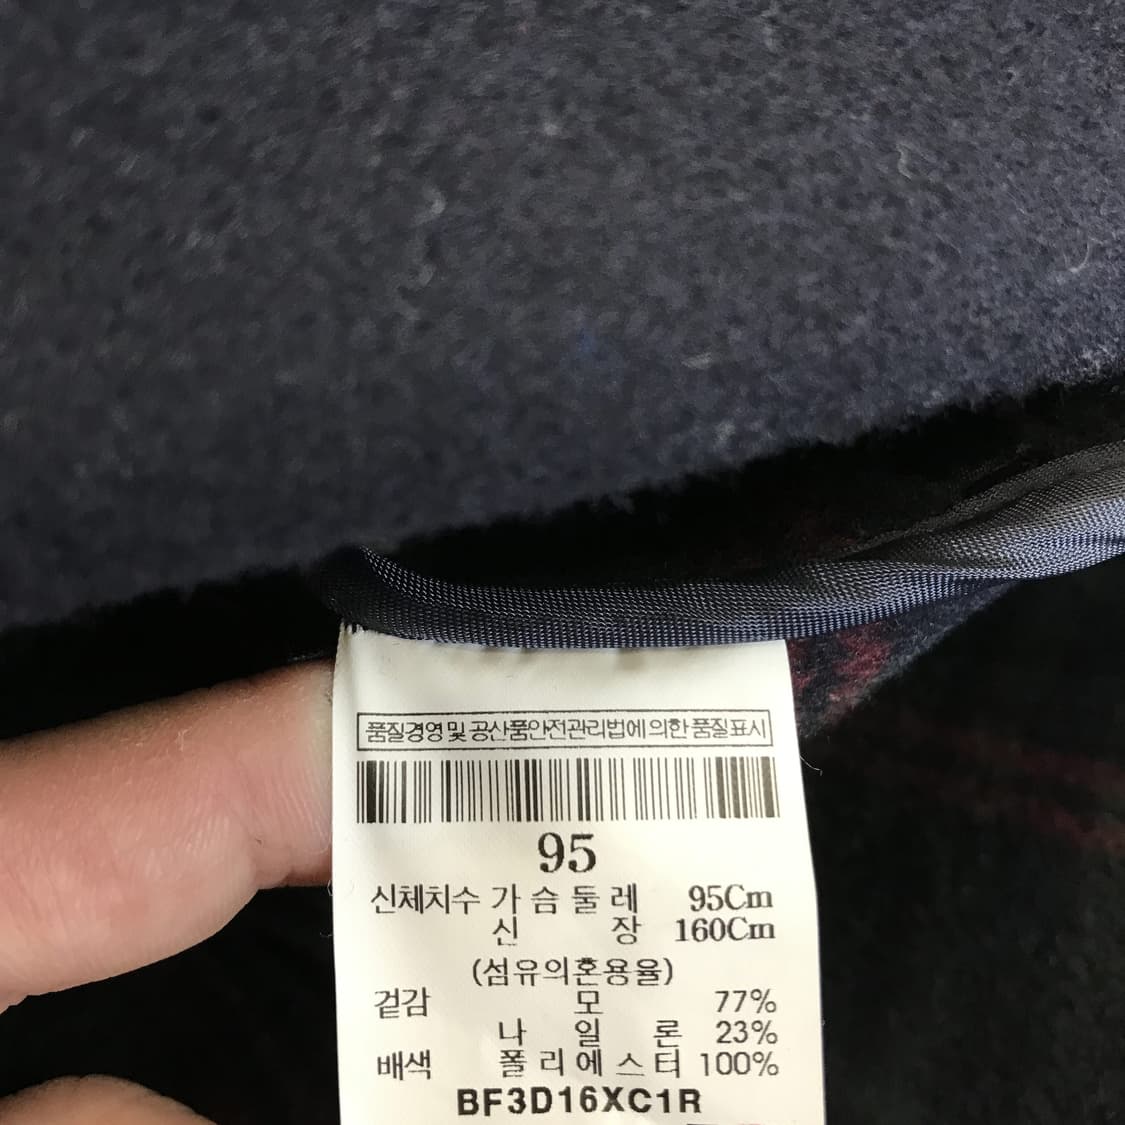 품질경영 및 공산품안전관리법에 의한 품질표시
95
신체치수 가슴둘레 95Cm
신장 160Cm
(섬유의혼용율)
겉감 모 77%
나일론 23%
배색 폴리에스터 100%
BF3D16XC1R